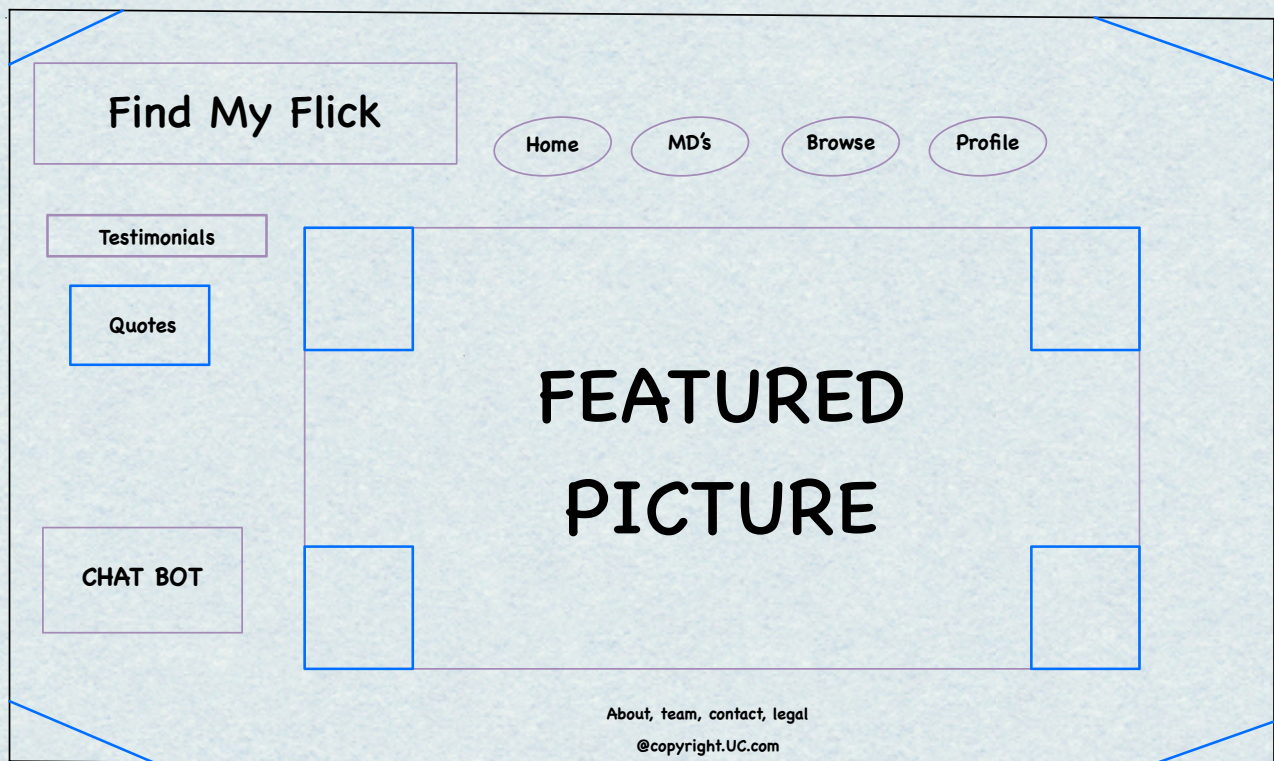 Find My Flick
Home
MD's
Browse
Profile
Testimonials
Quotes
FEATURED
PICTURE
CHAT BOT
About, team, contact, legal
@copyright.UC.com